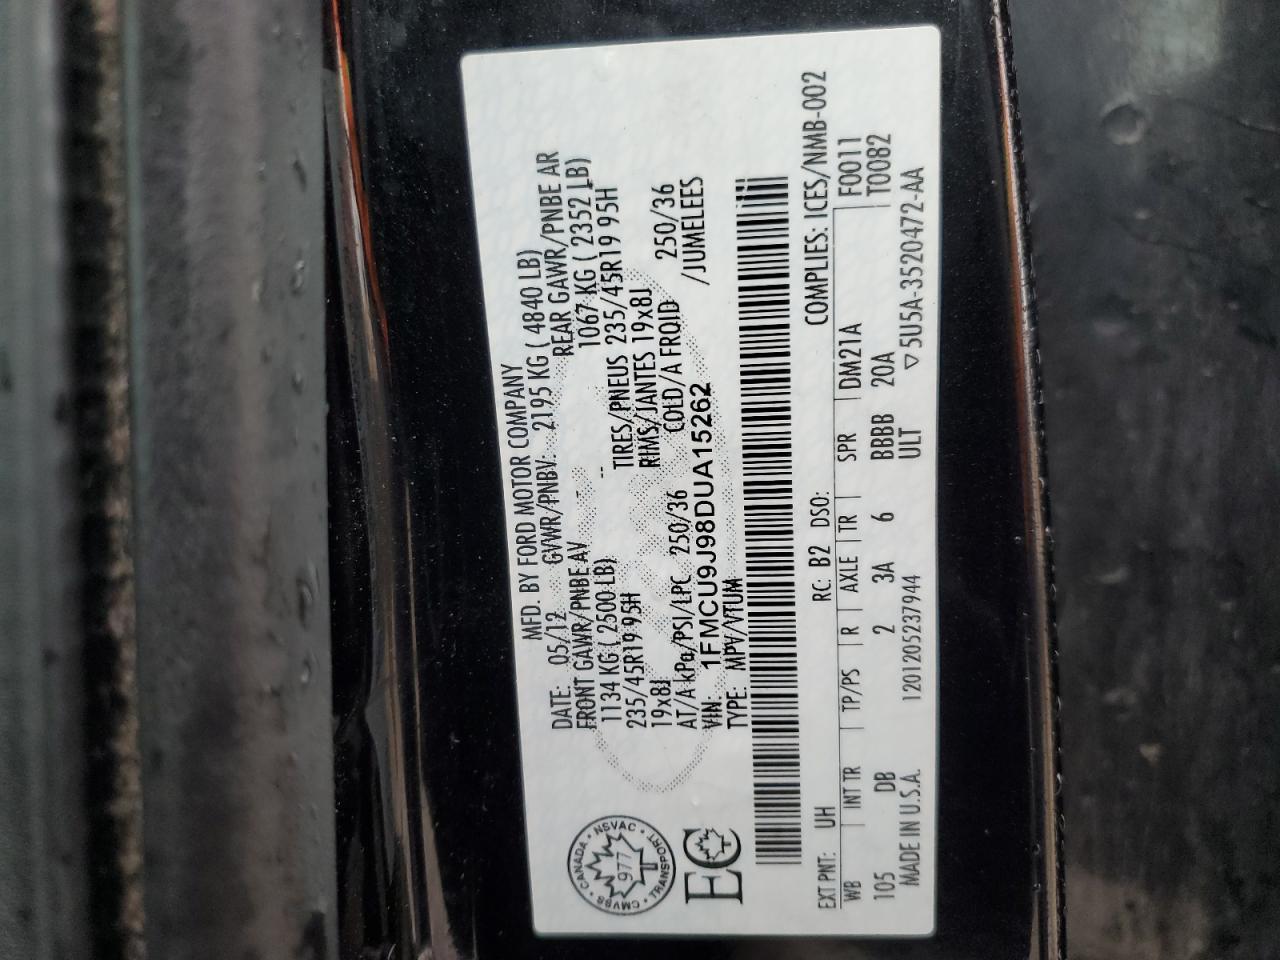 MFD. BY FORD MOTOR COMPANY
DATE: 05/12 GVWR/PNBV: 2195 KG ( 4840 LB)
FRONT GAWR/PNBE AV REAR GAWR/PNBE AR
1134 KG ( 2500 LB) 1067 KG ( 2352 LB)
235/45R19 95H TIRES/PNEUS 235/45R19 95H
19x8J RIMS/JANTES 19x8J
AT/A kPa/PSI/LPC 250/36 COLD/A FROID 250/36
VIN: 1FMCU9J98DUA15262 /JUMELEES
TYPE: MPV/VTUM
CANADA • NSVAC • TRANSPORT • CMVSS •
977
EC
EXT PNT: UH RC: B2 DSO: COMPLIES: ICES/NMB-002
WB INT TR TP/PS R AXLE TR SPR DM21A F0011
105 DB 2 3A 6 BBBB 20A T0082
ULT
MADE IN U.S.A. 1201205237944 ▽ 5U5A-3520472-AA